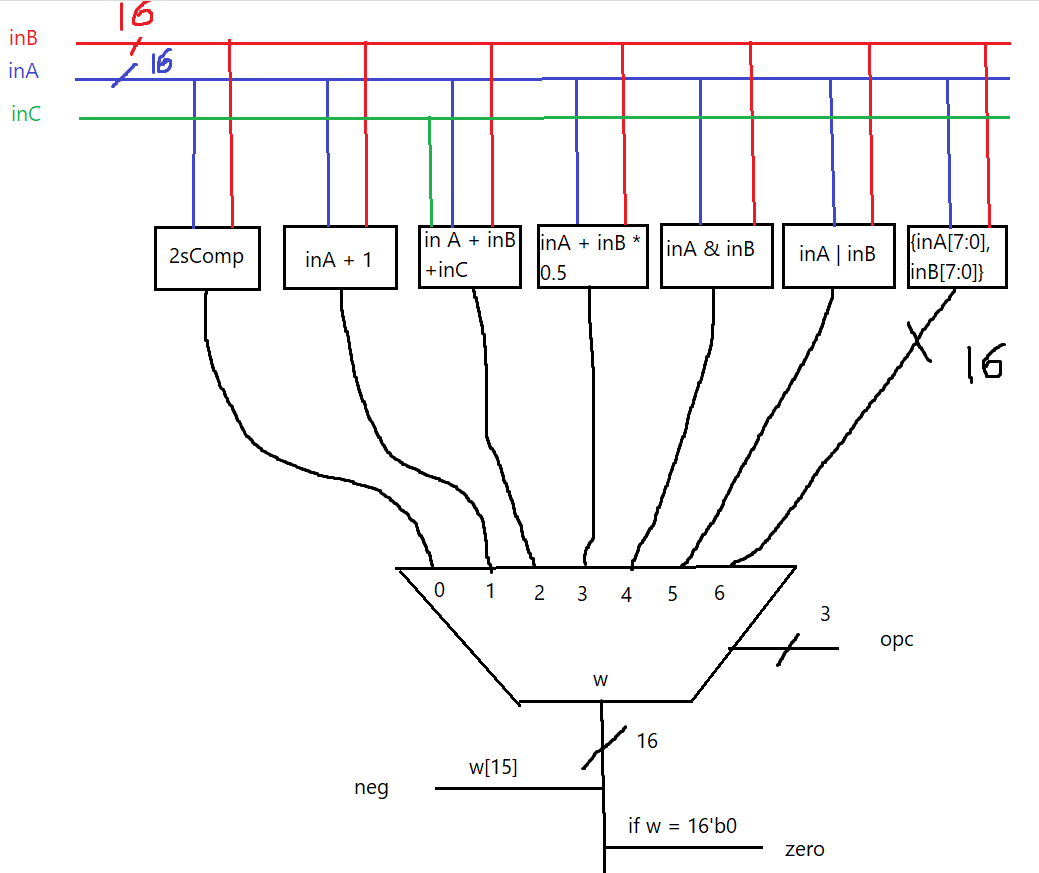 16
inB
inA
16
inC
2sComp
inA + 1
in A + inB
+inC
inA + inB *
0.5
inA & inB
inA | inB
{inA[7:0],
inB[7:0]}
16
0 1 2 3 4 5 6
3
opc
w
16
w[15]
neg
if w = 16'b0
zero